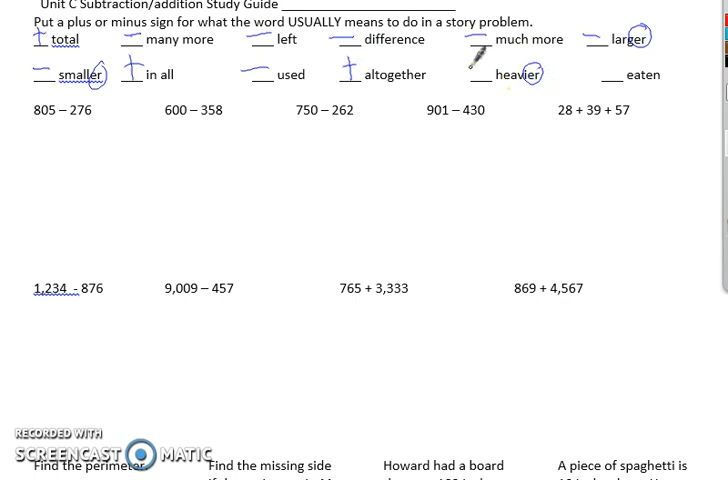 Unit C Subtraction/addition Study Guide ___________________________
Put a plus or minus sign for what the word USUALLY means to do in a story problem.
+ total − many more − left − difference − much more − larger
− smaller + in all − used + altogether ___ heavier ___ eaten
805 – 276 600 – 358 750 – 262 901 – 430 28 + 39 + 57
1,234 - 876 9,009 – 457 765 + 3,333 869 + 4,567
RECORDED WITH
SCREENCAST MATIC
Find the perimeter Find the missing side Howard had a board A piece of spaghetti is